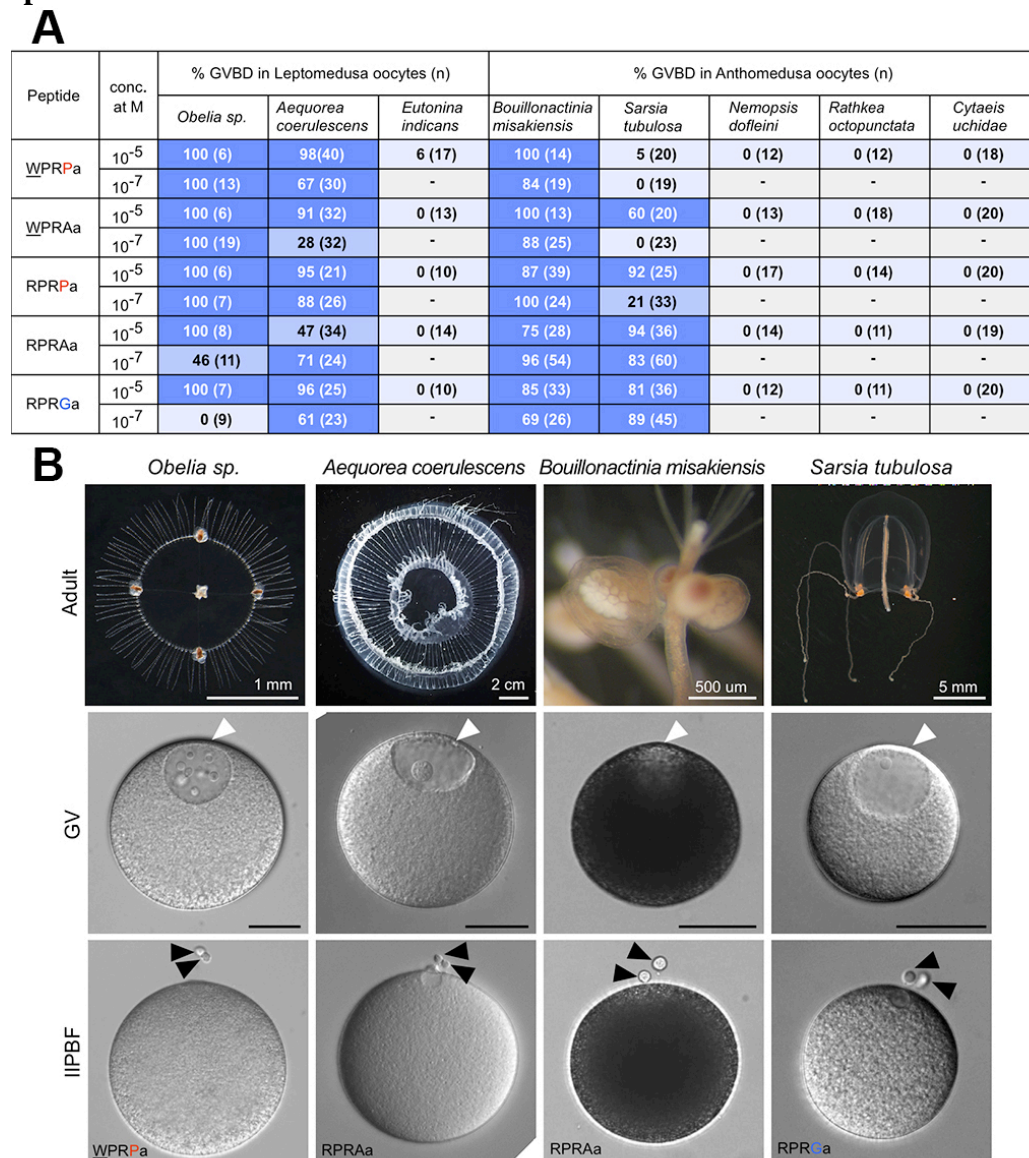 A
Peptide conc. at M % GVBD in Leptomedusa oocytes (n) % GVBD in Anthomedusa oocytes (n)
Obelia sp. Aequorea coerulescens Eutonina indicans Bouillonactinia misakiensis Sarsia tubulosa Nemopsis dofleini Rathkea octopunctata Cytaeis uchidae
WPRPa 10-5 100 (6) 98(40) 6 (17) 100 (14) 5 (20) 0 (12) 0 (12) 0 (18)
10-7 100 (13) 67 (30) - 84 (19) 0 (19) - - -
WPRAa 10-5 100 (6) 91 (32) 0 (13) 100 (13) 60 (20) 0 (13) 0 (18) 0 (20)
10-7 100 (19) 28 (32) - 88 (25) 0 (23) - - -
RPRPa 10-5 100 (6) 95 (21) 0 (10) 87 (39) 92 (25) 0 (17) 0 (14) 0 (20)
10-7 100 (7) 88 (26) - 100 (24) 21 (33) - - -
RPRAa 10-5 100 (8) 47 (34) 0 (14) 75 (28) 94 (36) 0 (14) 0 (11) 0 (19)
10-7 46 (11) 71 (24) - 96 (54) 83 (60) - - -
RPRGa 10-5 100 (7) 96 (25) 0 (10) 85 (33) 81 (36) 0 (12) 0 (11) 0 (20)
10-7 0 (9) 61 (23) - 69 (26) 89 (45) - - -
B
Obelia sp. Aequorea coerulescens Bouillonactinia misakiensis Sarsia tubulosa
Adult
1 mm 2 cm 500 um 5 mm
GV
IIPBF
WPRPa RPRAa RPRAa RPRGa